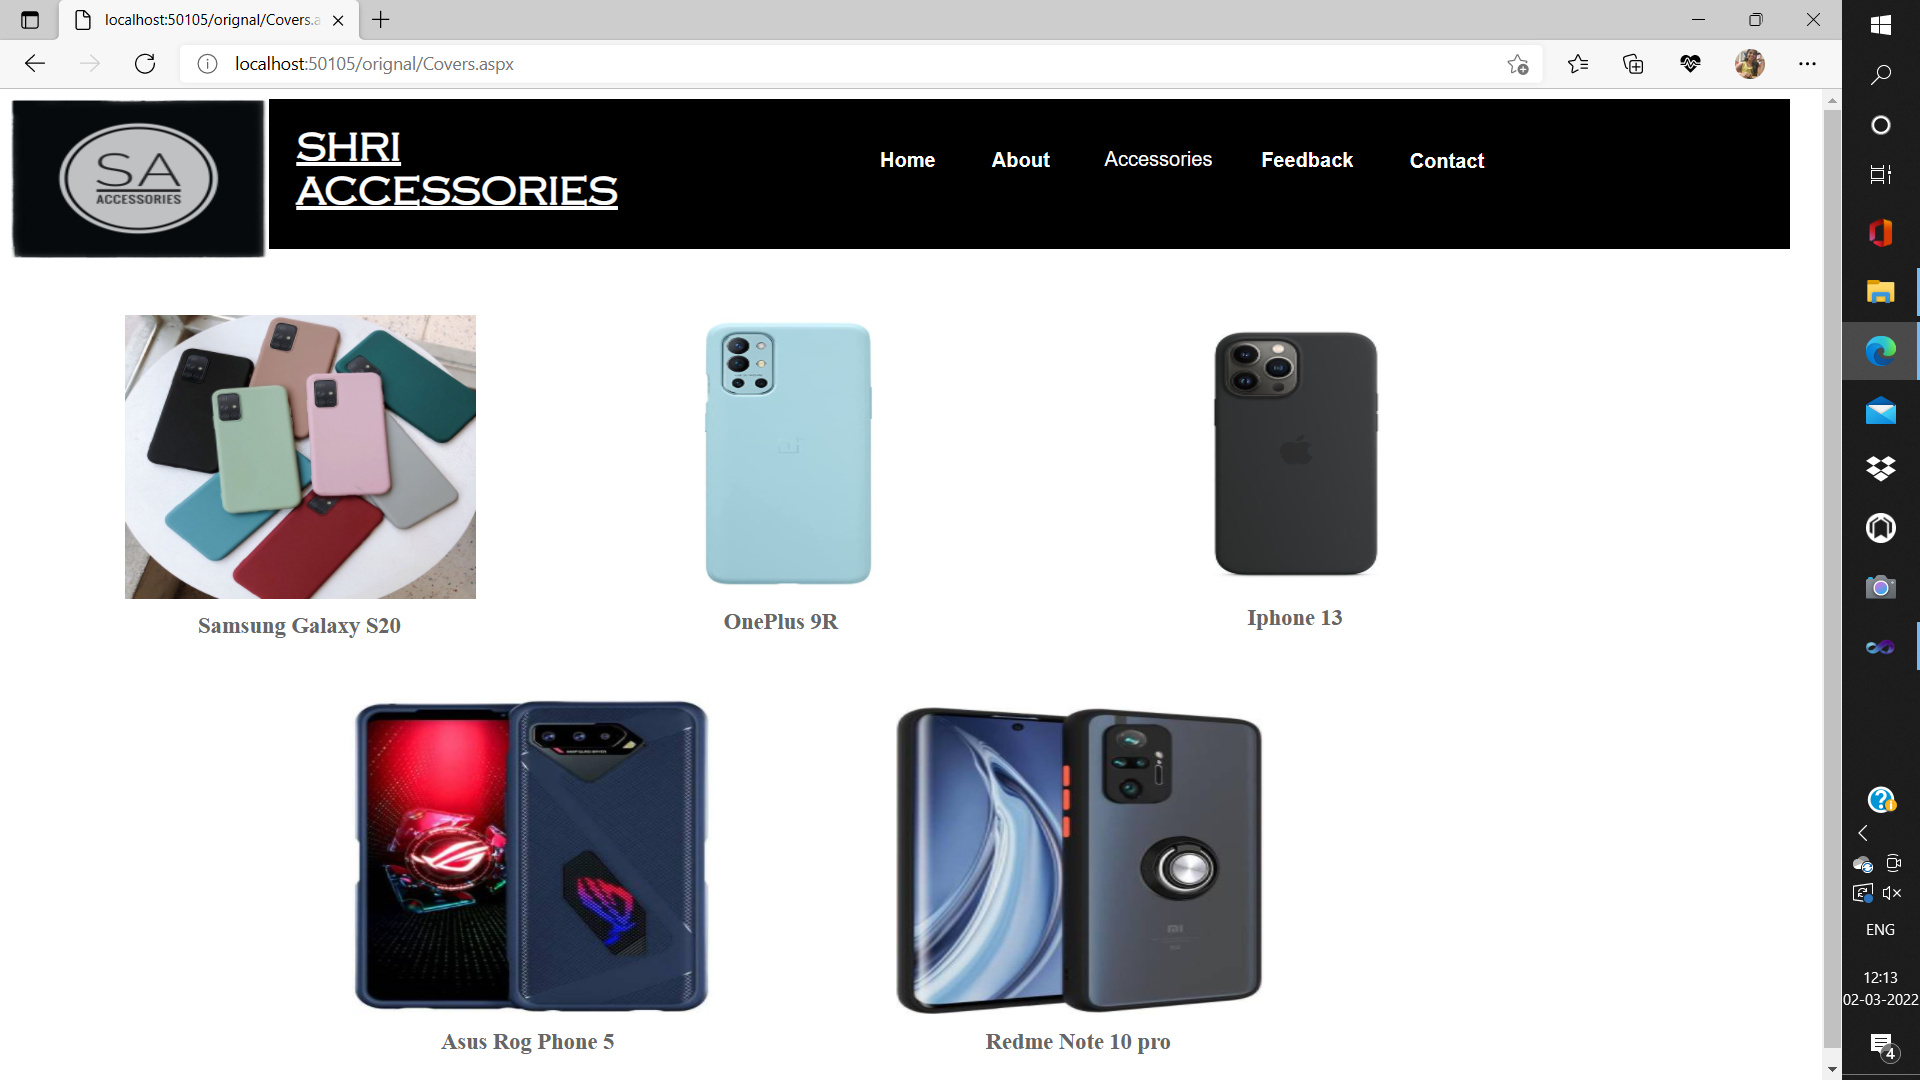 localhost:50105/orignal/Covers.a
localhost:50105/orignal/Covers.aspx
SA
ACCESSORIES
SHRI
ACCESSORIES
Home
About
Accessories
Feedback
Contact
Samsung Galaxy S20
OnePlus 9R
Iphone 13
Asus Rog Phone 5
Redme Note 10 pro
ENG
12:13
02-03-2022
4